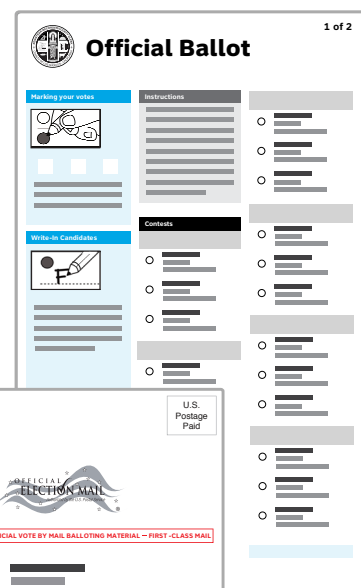 1 of 2
Official Ballot
Marking your votes
Instructions
Contests
Write-In Candidates
F
U.S.
Postage
Paid
OFFICIAL
ELECTION MAIL
CIAL VOTE BY MAIL BALLOTING MATERIAL — FIRST -CLASS MAIL